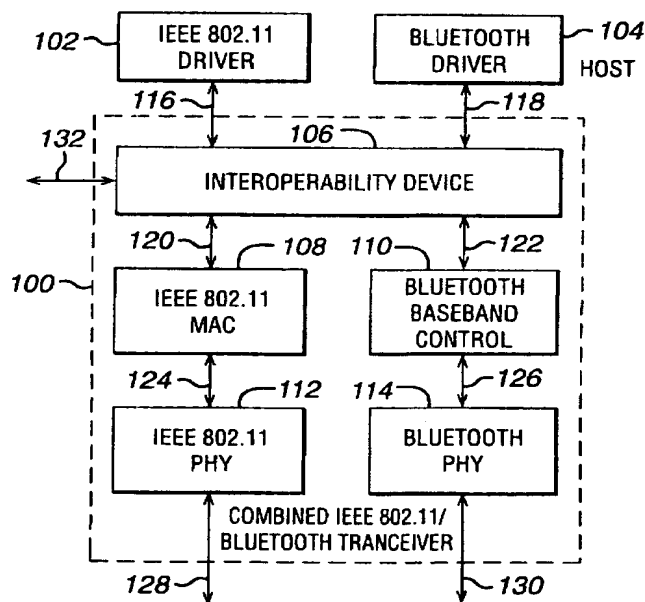 102
IEEE 802.11
DRIVER
BLUETOOTH
DRIVER
104
HOST
116
118
106
132
INTEROPERABILITY DEVICE
120
108
110
122
100
IEEE 802.11
MAC
BLUETOOTH
BASEBAND
CONTROL
124
112
114
126
IEEE 802.11
PHY
BLUETOOTH
PHY
COMBINED IEEE 802.11/
BLUETOOTH TRANCEIVER
128
130